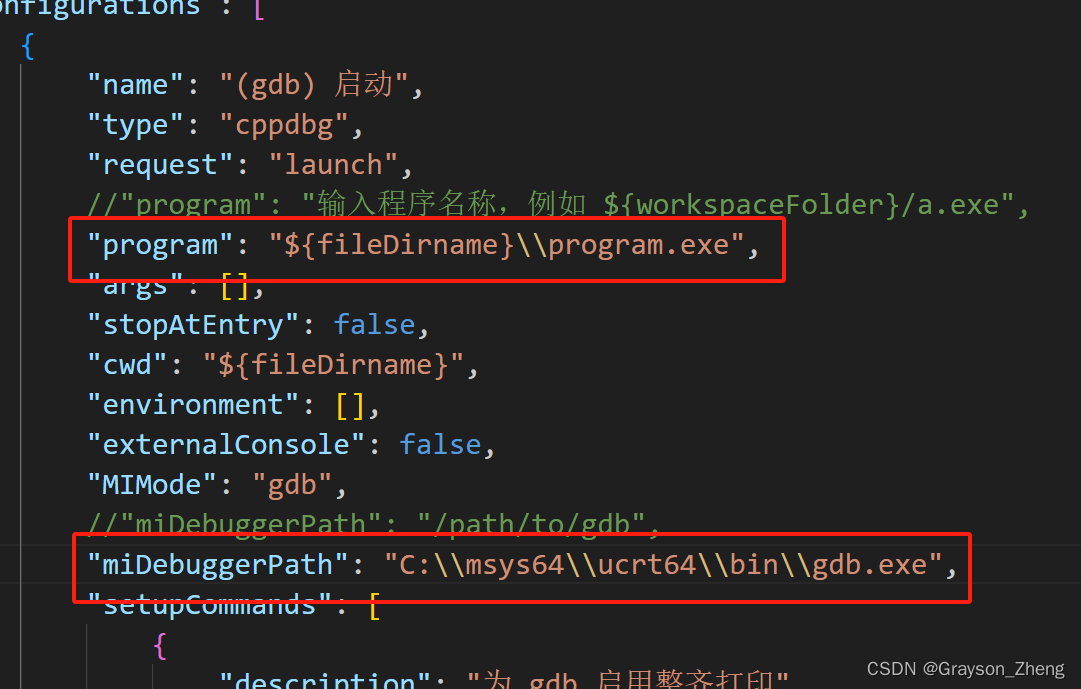 onfigurations": [
{
"name": "(gdb) 启动",
"type": "cppdbg",
"request": "launch",
//"program": "输入程序名称，例如 ${workspaceFolder}/a.exe",
"program": "${fileDirname}\\program.exe",
"args": [],
"stopAtEntry": false,
"cwd": "${fileDirname}",
"environment": [],
"externalConsole": false,
"MIMode": "gdb",
//"miDebuggerPath": "/path/to/gdb",
"miDebuggerPath": "C:\\msys64\\ucrt64\\bin\\gdb.exe",
"setupCommands": [
{
"description": "为 gdb 启用整齐打印"
CSDN @Grayson_Zheng